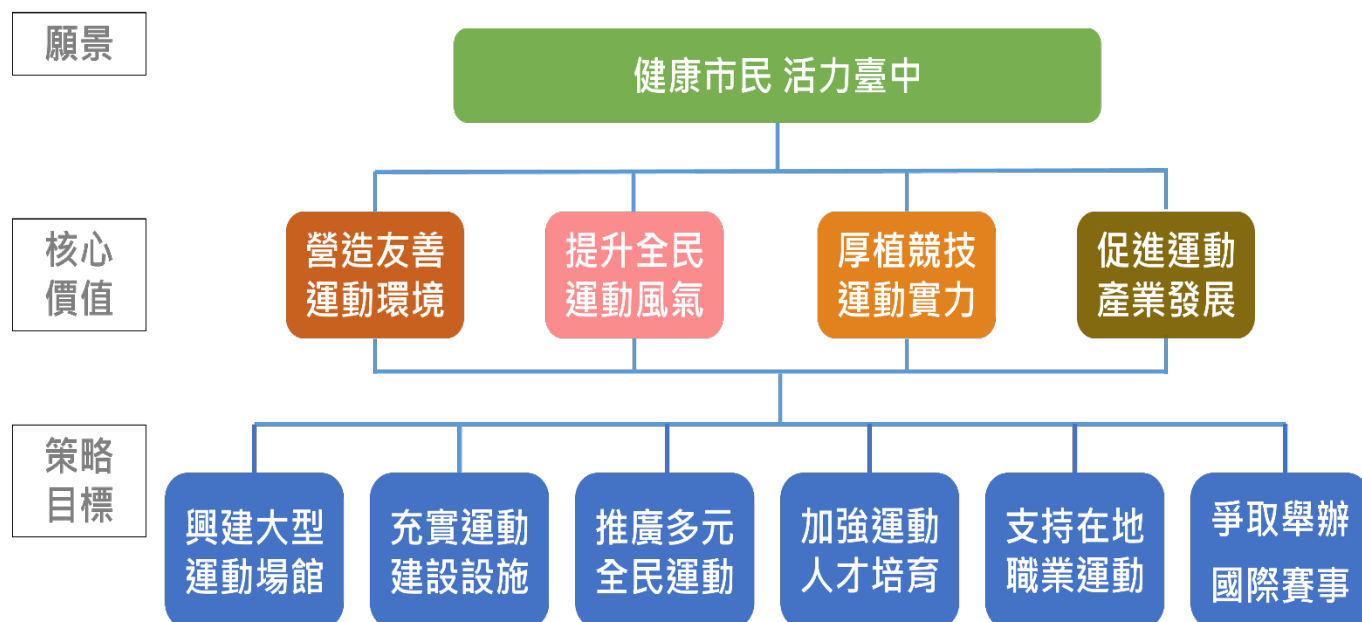 願景
健康市民 活力臺中
核心
價值
營造友善
運動環境
提升全民
運動風氣
厚植競技
運動實力
促進運動
產業發展
策略
目標
興建大型
運動場館
充實運動
建設設施
推廣多元
全民運動
加強運動
人才培育
支持在地
職業運動
爭取舉辦
國際賽事